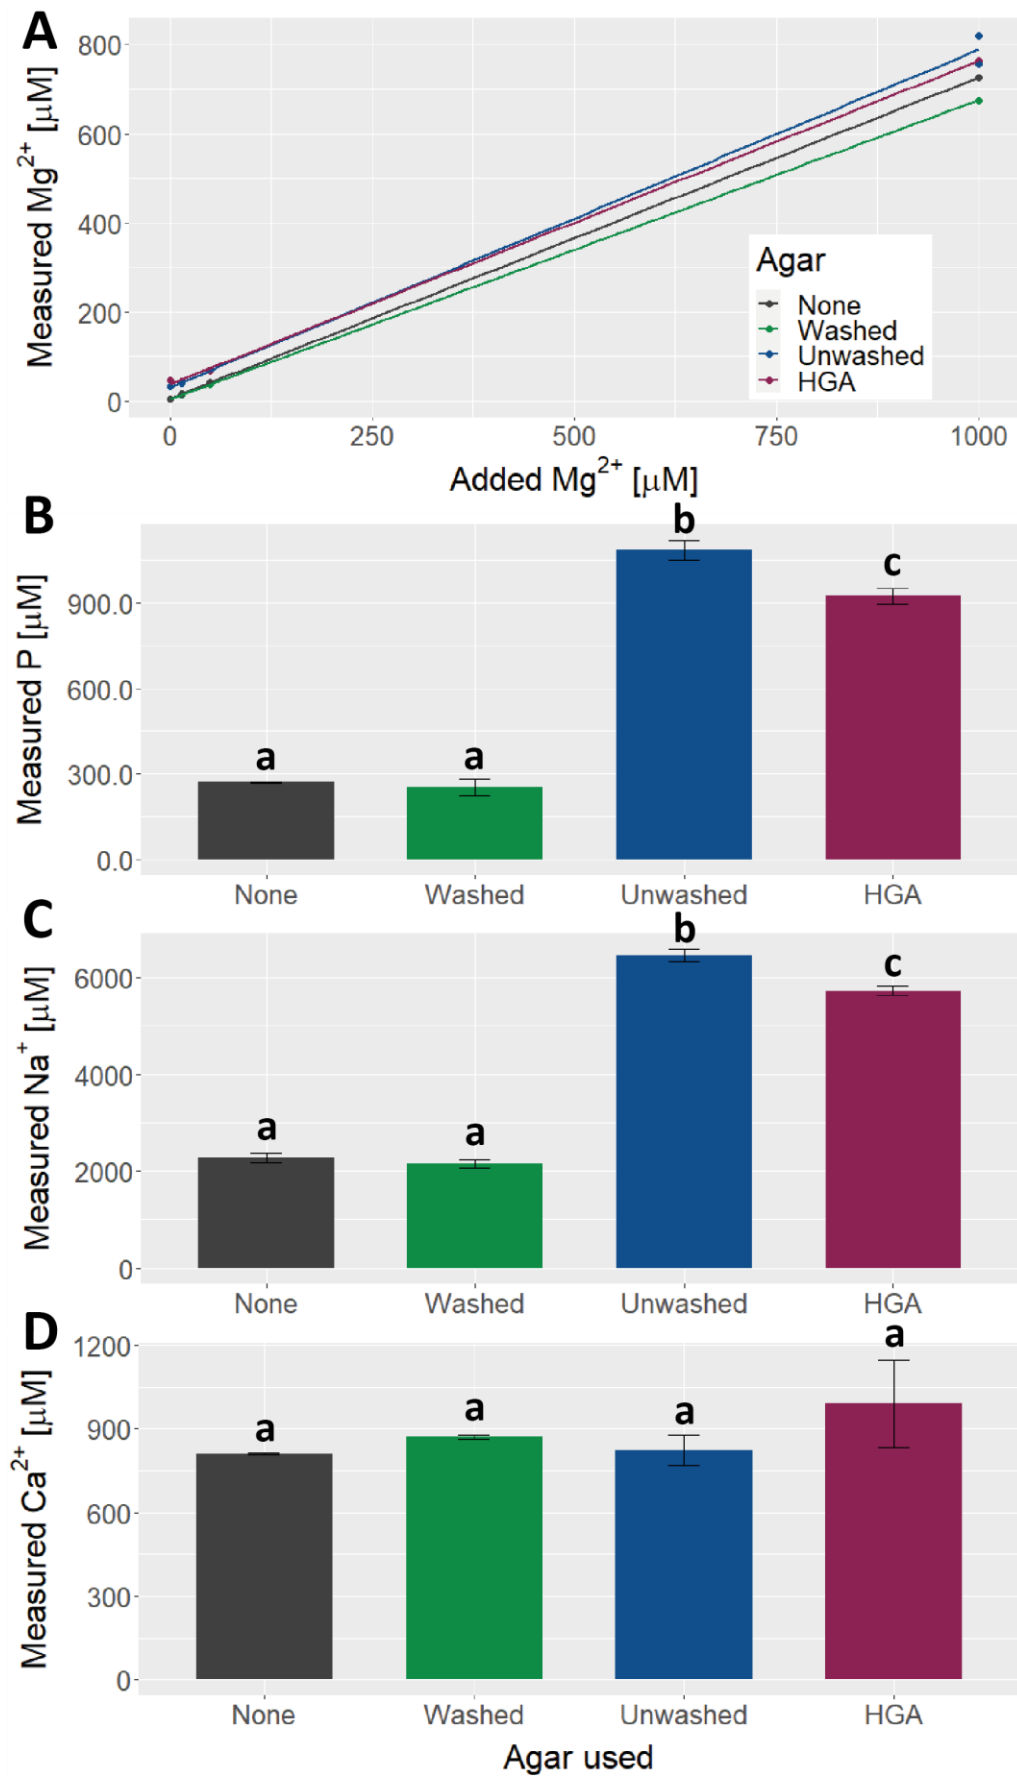 A
Measured Mg²⁺ [μM]
800
600
400
200
0
Agar
None
Washed
Unwashed
HGA
0 250 500 750 1000
Added Mg²⁺ [μM]
B
Measured P [μM]
900.0
600.0
300.0
0.0
a a b c
None Washed Unwashed HGA
C
Measured Na⁺ [μM]
6000
4000
2000
0
a a b c
None Washed Unwashed HGA
D
Measured Ca²⁺ [μM]
1200
900
600
300
0
a a a a
None Washed Unwashed HGA
Agar used